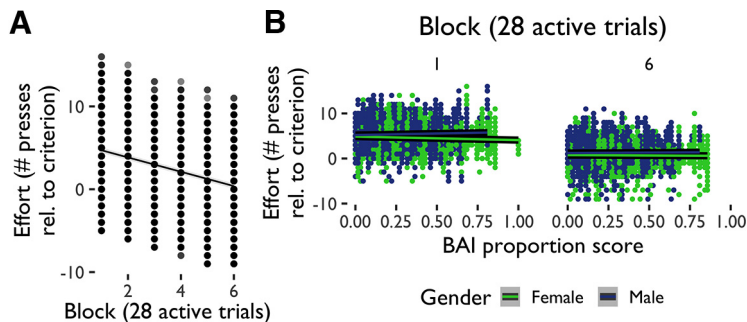 A
Effort (# presses
rel. to criterion)
10
0
-10
2
4
6
Block (28 active trials)
B
Block (28 active trials)
1
6
Effort (# presses
rel. to criterion)
10
0
-10
0.00
0.25
0.50
0.75
1.00
0.00
0.25
0.50
0.75
1.00
BAI proportion score
Gender
Female
Male